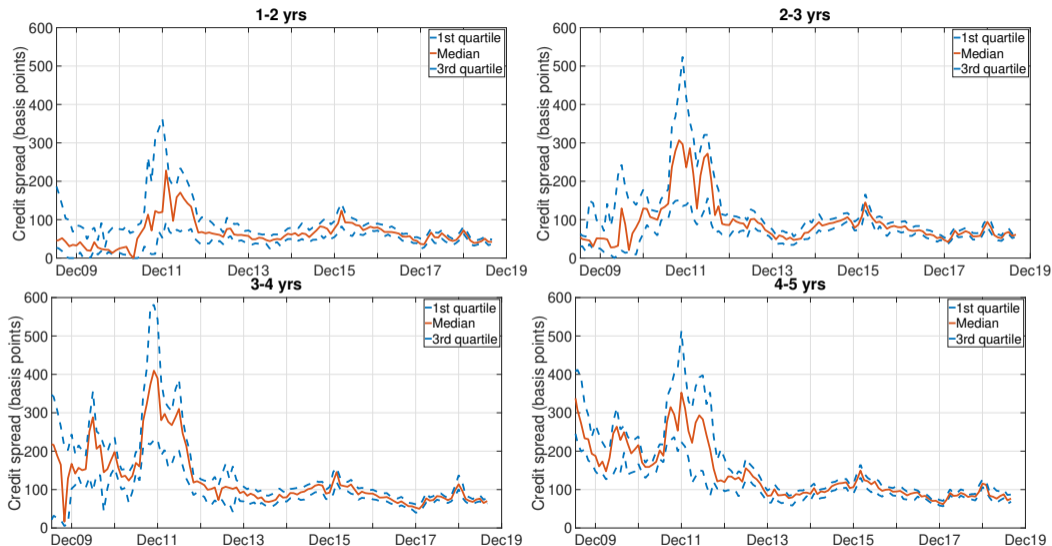 1-2 yrs
Credit spread (basis points)
600
500
400
300
200
100
0
Dec09 Dec11 Dec13 Dec15 Dec17 Dec19
1st quartile
Median
3rd quartile
2-3 yrs
Credit spread (basis points)
600
500
400
300
200
100
0
Dec09 Dec11 Dec13 Dec15 Dec17 Dec19
1st quartile
Median
3rd quartile
3-4 yrs
Credit spread (basis points)
600
500
400
300
200
100
0
Dec09 Dec11 Dec13 Dec15 Dec17 Dec19
1st quartile
Median
3rd quartile
4-5 yrs
Credit spread (basis points)
600
500
400
300
200
100
0
Dec09 Dec11 Dec13 Dec15 Dec17 Dec19
1st quartile
Median
3rd quartile